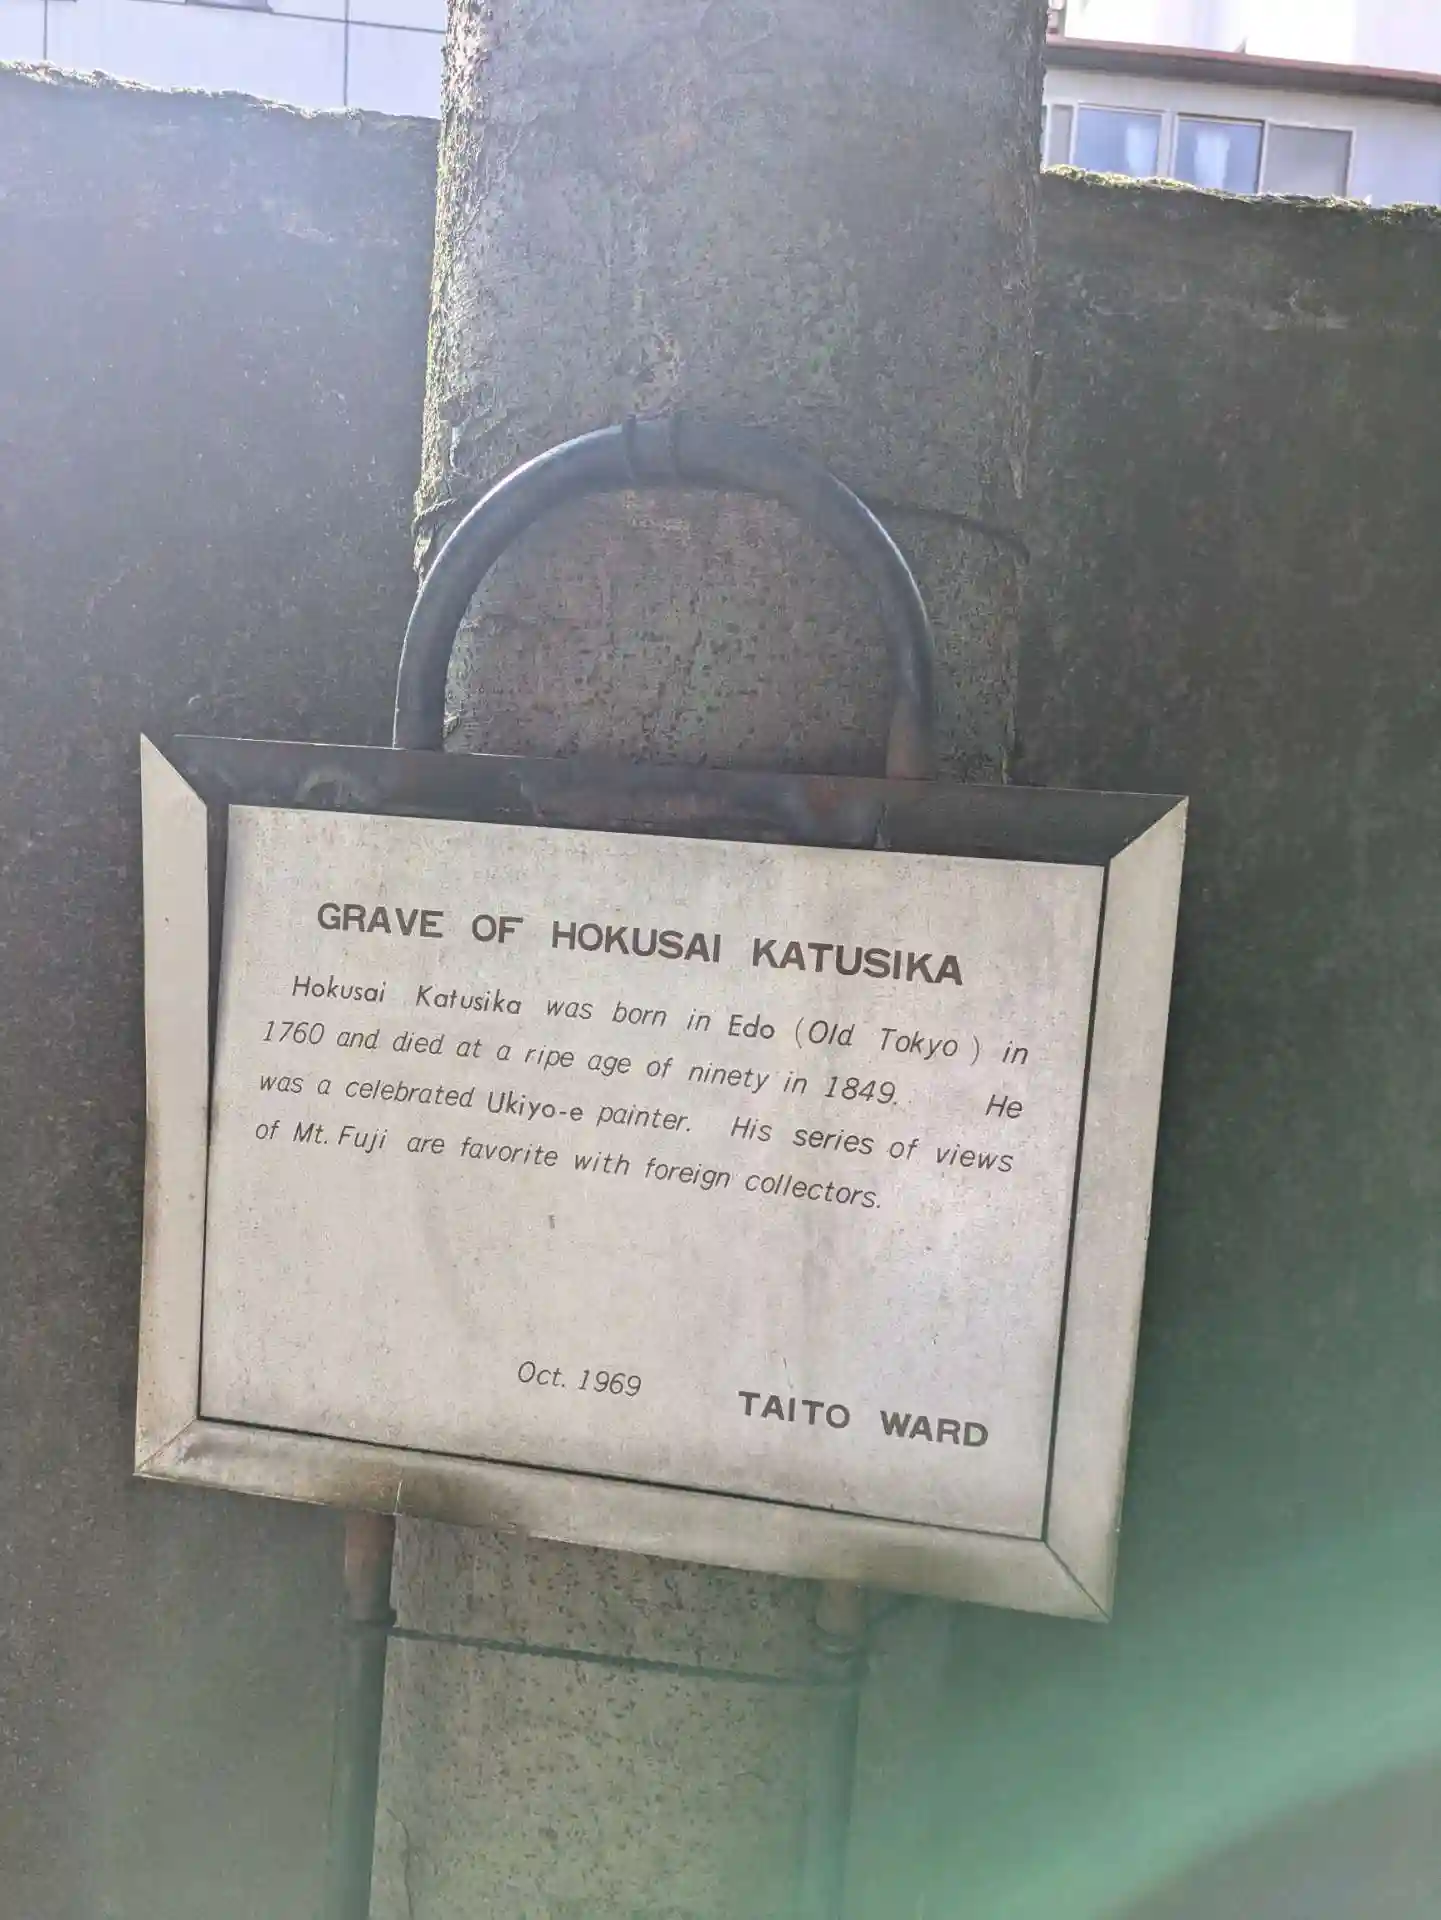 GRAVE OF HOKUSAI KATUSIKA
Hokusai Katusika was born in Edo (Old Tokyo) in
1760 and died at a ripe age of ninety in 1849. He
was a celebrated Ukiyo-e painter. His series of views
of Mt. Fuji are favorite with foreign collectors.
Oct. 1969 TAITO WARD